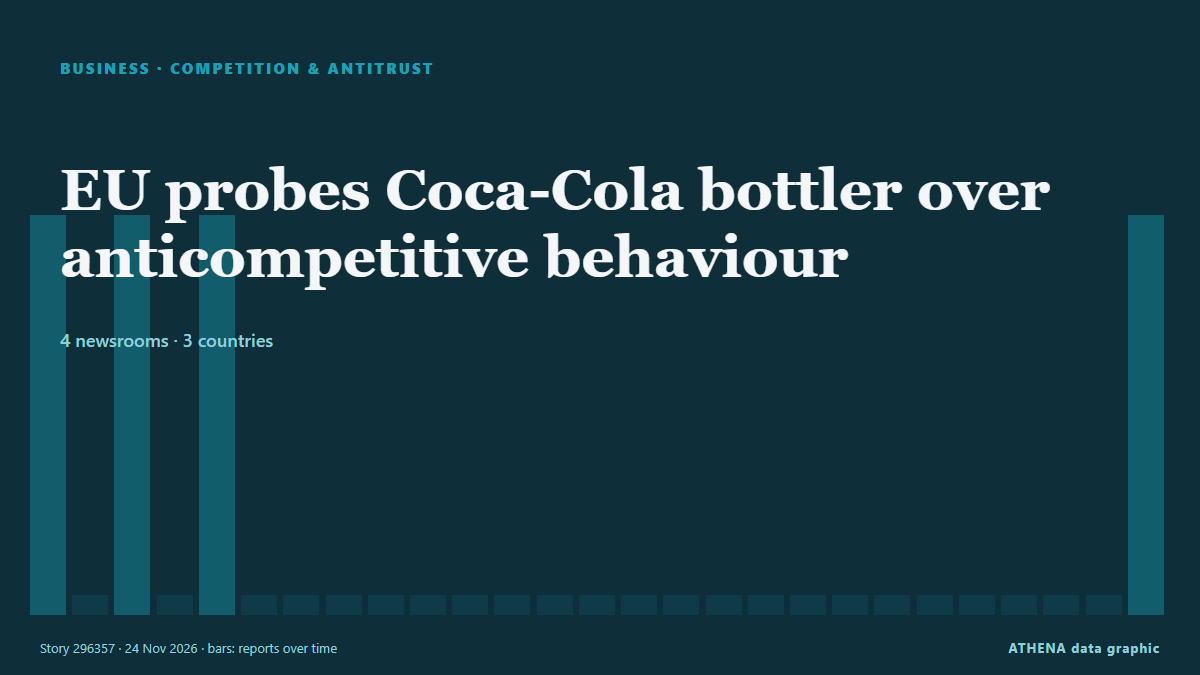 BUSINESS · COMPETITION & ANTITRUST
EU probes Coca-Cola bottler over
anticompetitive behaviour
4 newsrooms · 3 countries
Story 296357 · 24 Nov 2026 · bars: reports over time
ATHENA data graphic